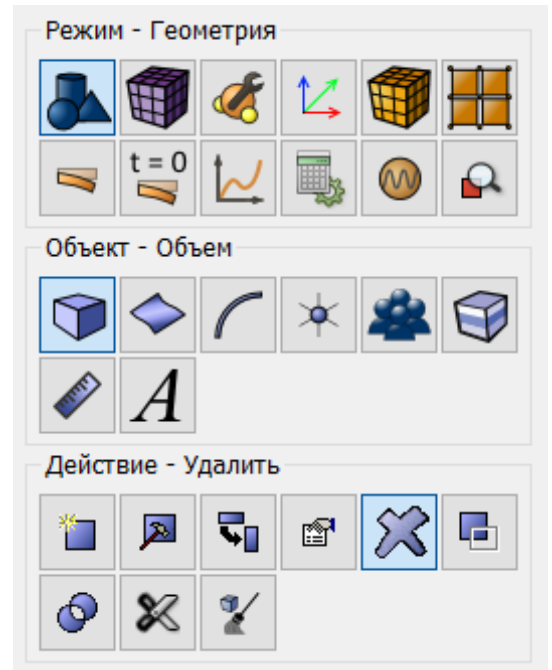 Режим - Геометрия
t = 0
Объект - Объем
A
Действие - Удалить